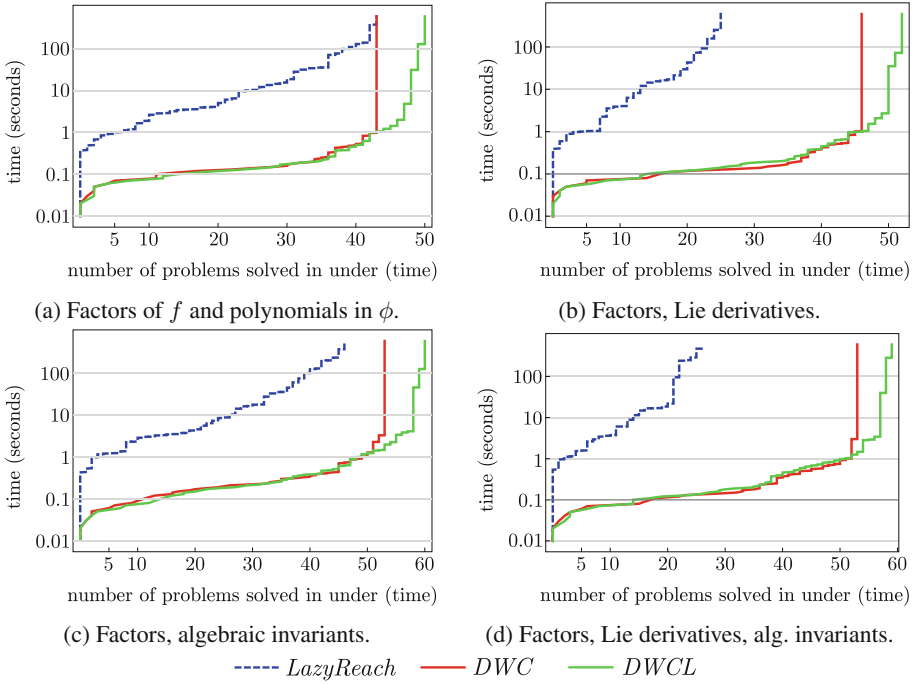 100
10
1
0.1
0.01
time (seconds)
5 10 20 30 40 50
number of problems solved in under (time)
(a) Factors of f and polynomials in ϕ.
100
10
1
0.1
0.01
time (seconds)
5 10 20 30 40 50
number of problems solved in under (time)
(b) Factors, Lie derivatives.
100
10
1
0.1
0.01
time (seconds)
5 10 20 30 40 50 60
number of problems solved in under (time)
(c) Factors, algebraic invariants.
100
10
1
0.1
0.01
time (seconds)
5 10 20 30 40 50 60
number of problems solved in under (time)
(d) Factors, Lie derivatives, alg. invariants.
LazyReach DWC DWCL